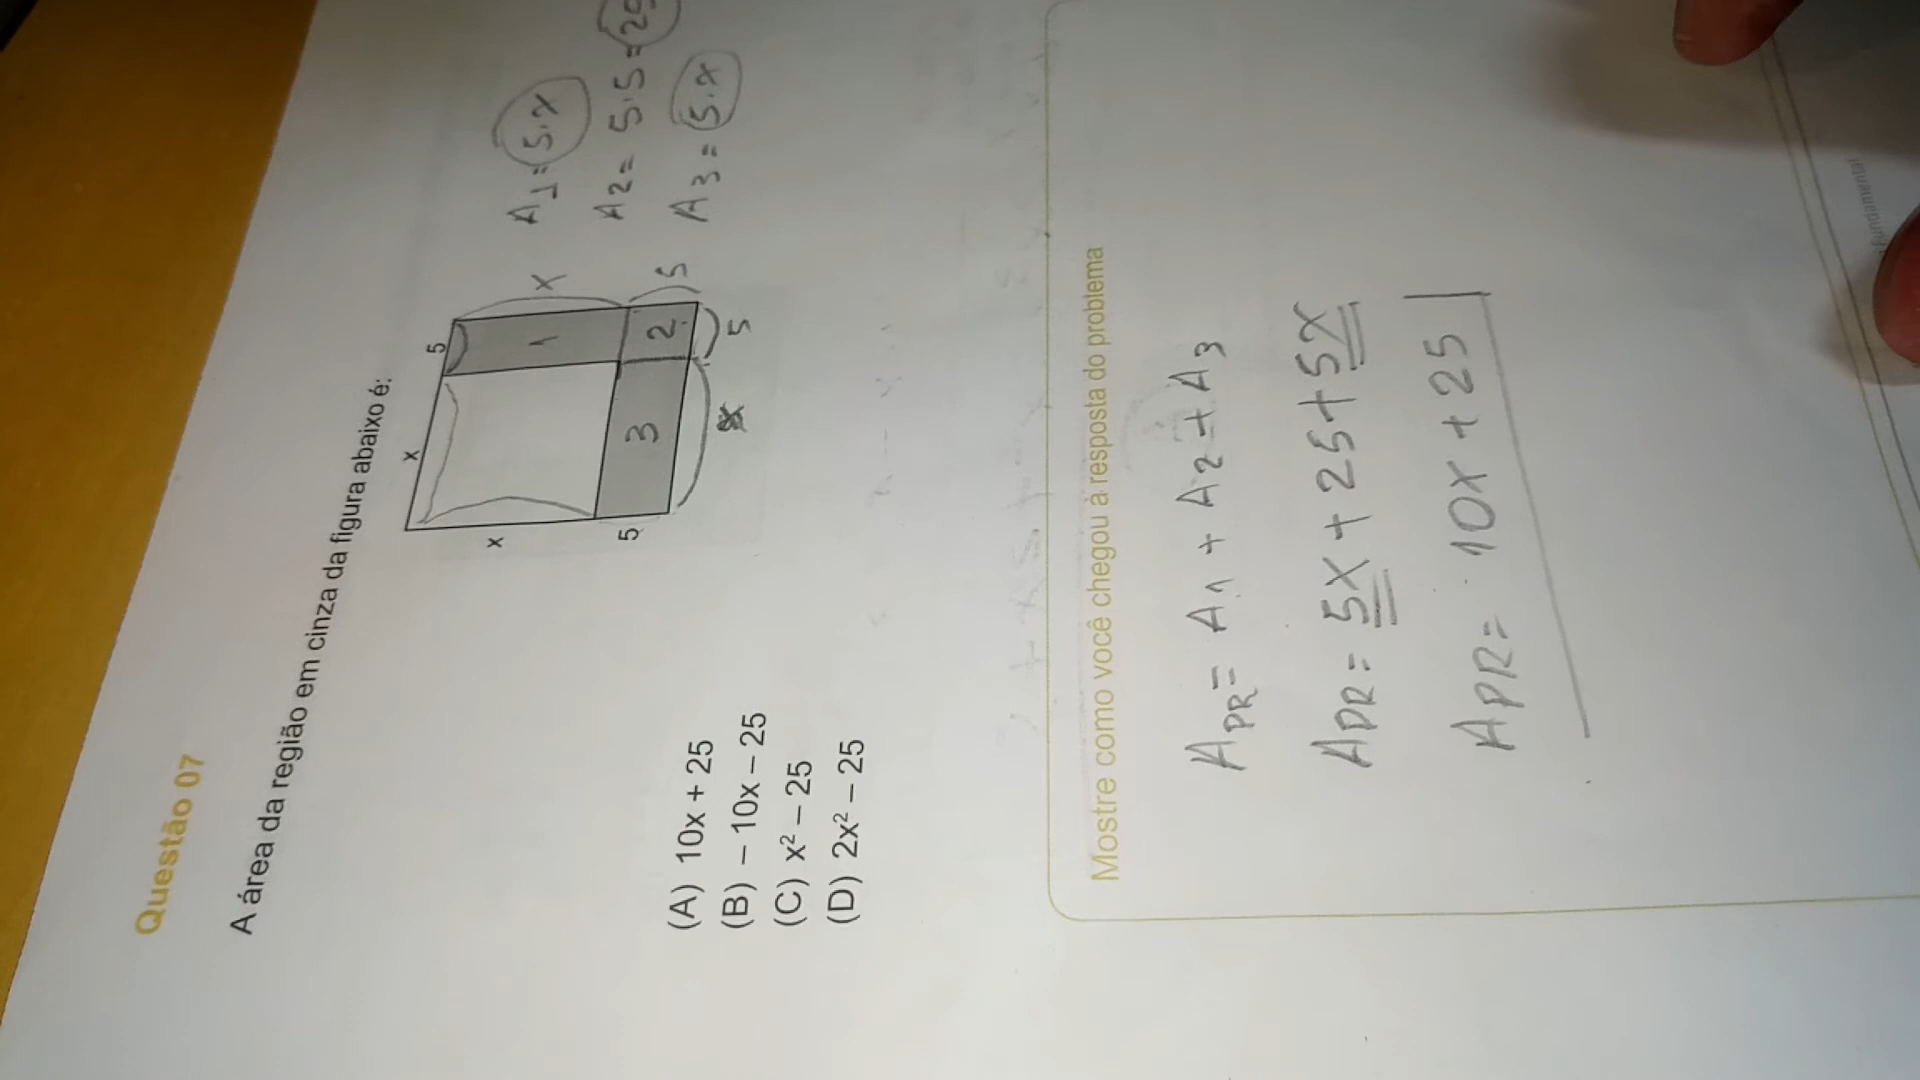 Questão 07
A área da região em cinza da figura abaixo é:
x
5
x
5
1
2
3
X
5
5
x
A1 = 5.x
A2 = 5.5 = 25
A3 = 5.x
(A) 10x + 25
(B) – 10x – 25
(C) x² – 25
(D) 2x² – 25
Mostre como você chegou à resposta do problema
APR = A1 + A2 + A3
APR = 5X + 25 + 5X
APR = 10X + 25
Fundamental